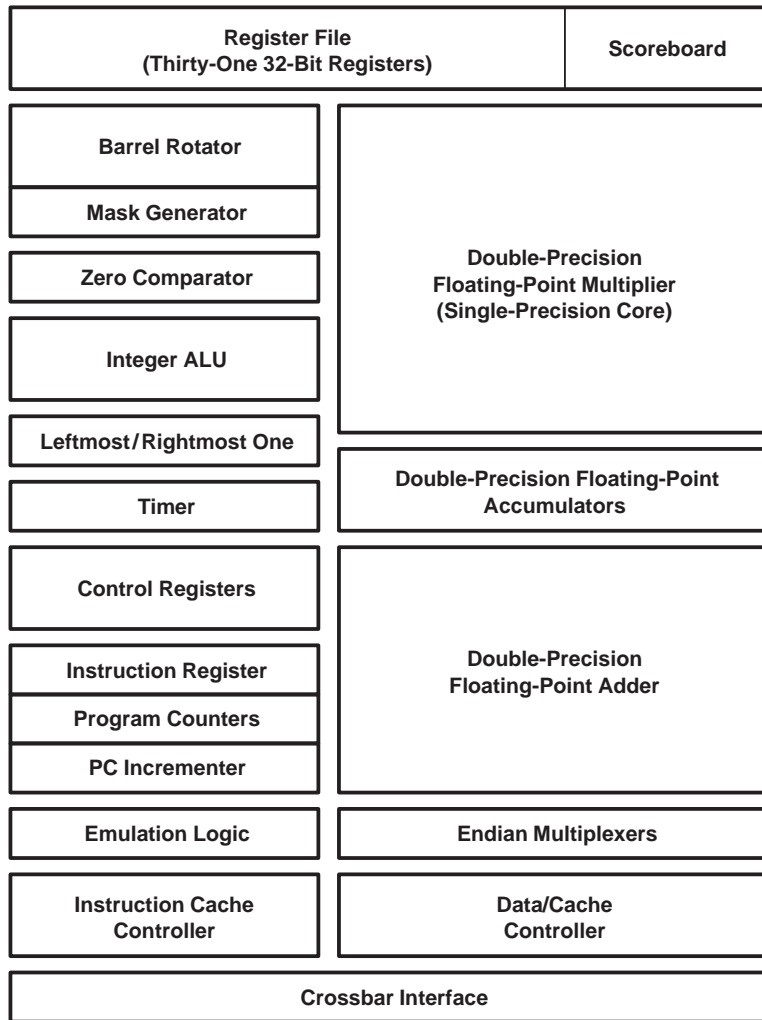 Register File
(Thirty-One 32-Bit Registers)
Scoreboard
Barrel Rotator
Mask Generator
Zero Comparator
Integer ALU
Leftmost/Rightmost One
Timer
Control Registers
Instruction Register
Program Counters
PC Incrementer
Emulation Logic
Instruction Cache
Controller
Double-Precision
Floating-Point Multiplier
(Single-Precision Core)
Double-Precision Floating-Point
Accumulators
Double-Precision
Floating-Point Adder
Endian Multiplexers
Data/Cache
Controller
Crossbar Interface